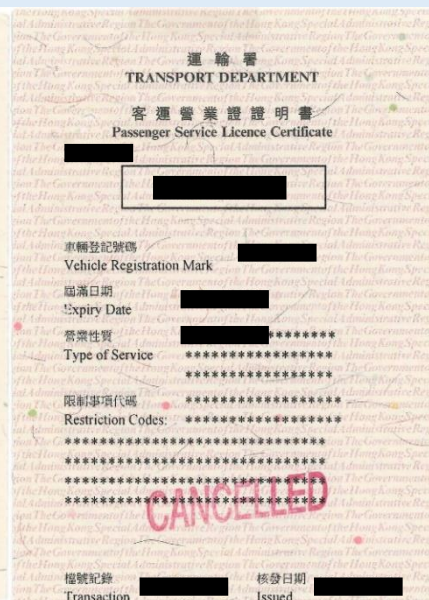 運輸署
TRANSPORT DEPARTMENT
客運營業證證明書
Passenger Service Licence Certificate
車輛登記號碼
Vehicle Registration Mark
屆滿日期
Expiry Date
營業性質 ********
Type of Service *****************
*****************
限制事項代碼 ******************
Restriction Codes: ******************
******************************
******************************
******************************
******************************
CANCELLED
檔號記錄 核發日期
Transaction Issued